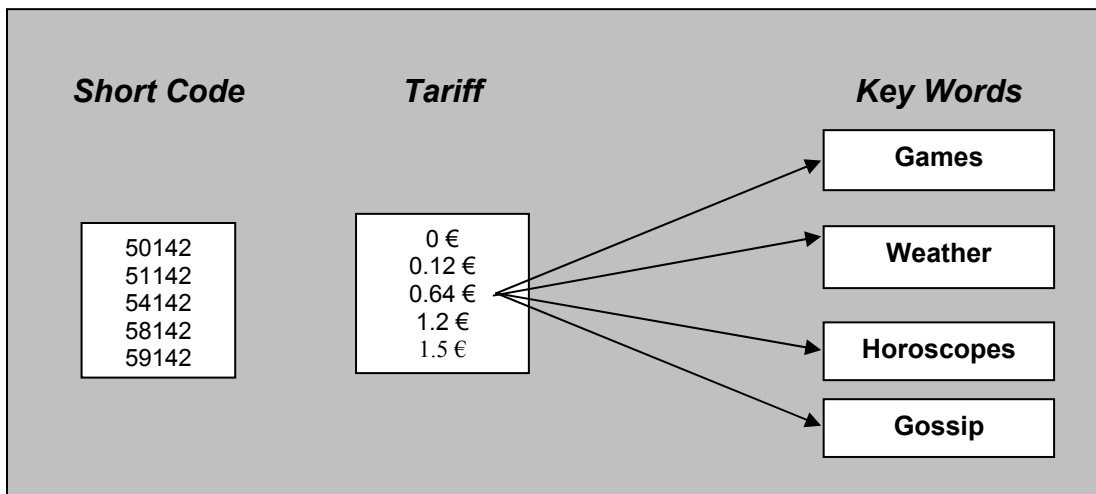 Short Code
Tariff
Key Words
50142
51142
54142
58142
59142
0 €
0.12 €
0.64 €
1.2 €
1.5 €
Games
Weather
Horoscopes
Gossip